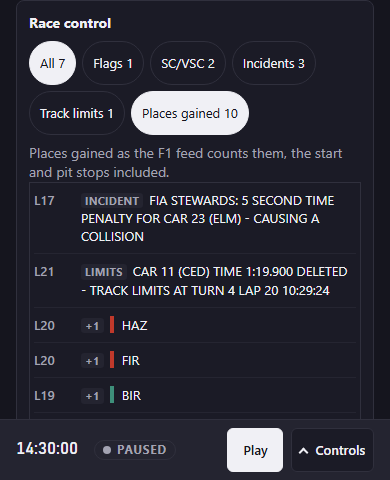 Race control
All 7
Flags 1
SC/VSC 2
Incidents 3
Track limits 1
Places gained 10
Places gained as the F1 feed counts them, the start
and pit stops included.
L17 INCIDENT FIA STEWARDS: 5 SECOND TIME
PENALTY FOR CAR 23 (ELM) - CAUSING A
COLLISION
L21 LIMITS CAR 11 (CED) TIME 1:19.900 DELETED
- TRACK LIMITS AT TURN 4 LAP 20 10:29:24
L20 +1 HAZ
L20 +1 FIR
L19 +1 BIR
14:30:00
PAUSED
Play
Controls